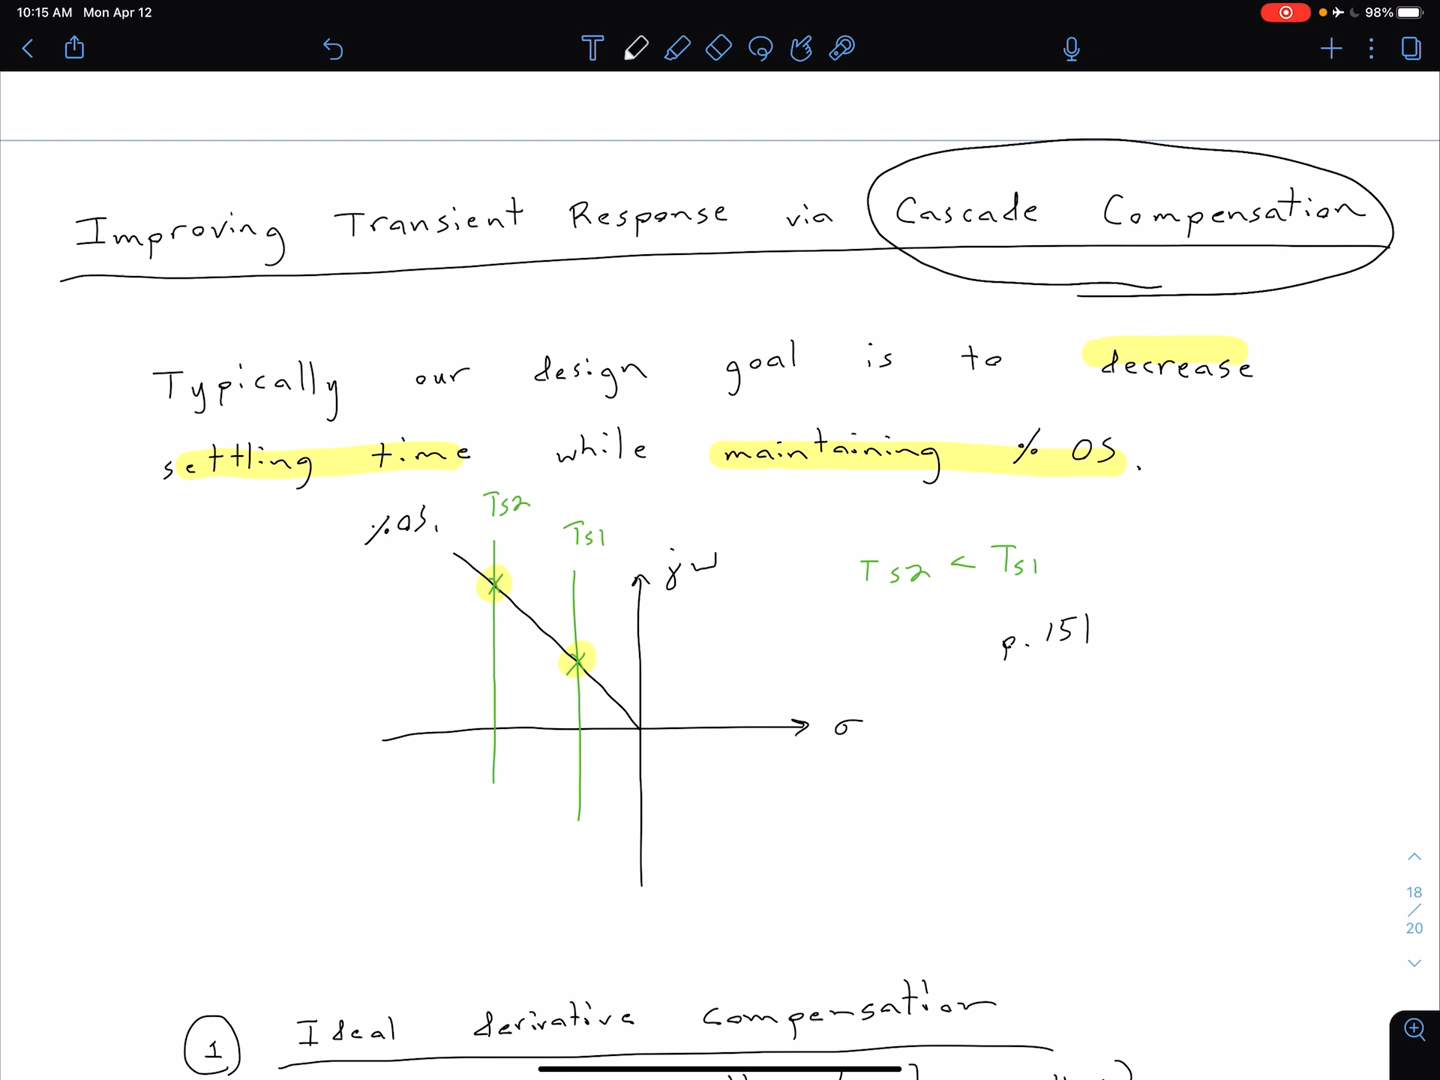 10:15 AM Mon Apr 12
98%
T
Improving Transient Response via Cascade Compensation
Typically our design goal is to decrease
settling time while maintaining % OS.
% OS.
Ts2
Ts1
jω
Ts2 < Ts1
p. 151
σ
18
/
20
1 Ideal derivative compensation